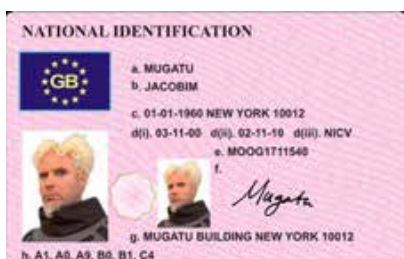 NATIONAL IDENTIFICATION
GB
a. MUGATU
b. JACOBIM
c. 01-01-1960 NEW YORK 10012
d(i). 03-11-00 d(ii). 02-11-10 d(iii). NICV
e. MOOG1711540
f.
Mugatu
g. MUGATU BUILDING NEW YORK 10012
h. A1, A0, A9, B0, B1, C4